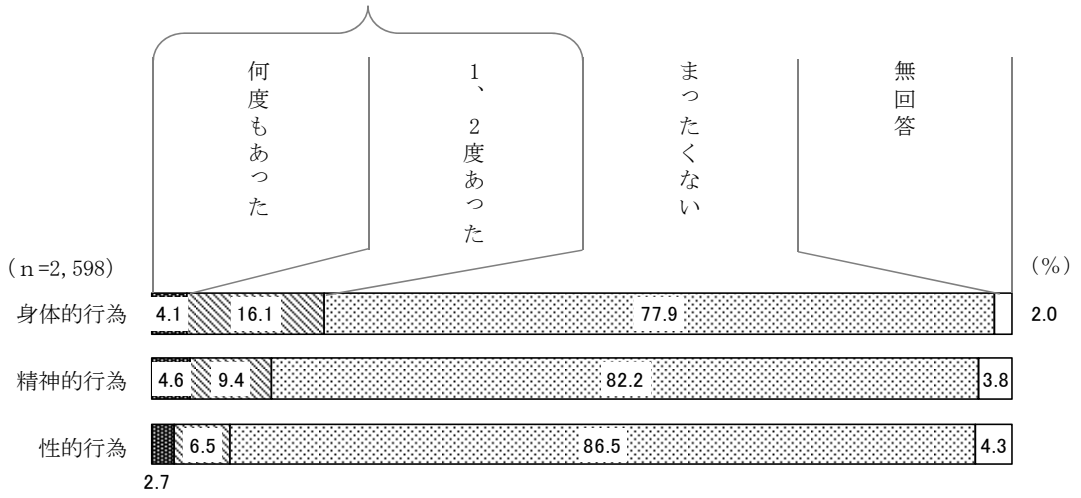 何度もあった
1、2度あった
まったくない
無回答
(n=2,598)
(%)
身体的行為 4.1 16.1 77.9 2.0
精神的行為 4.6 9.4 82.2 3.8
性的行為 2.7 6.5 86.5 4.3